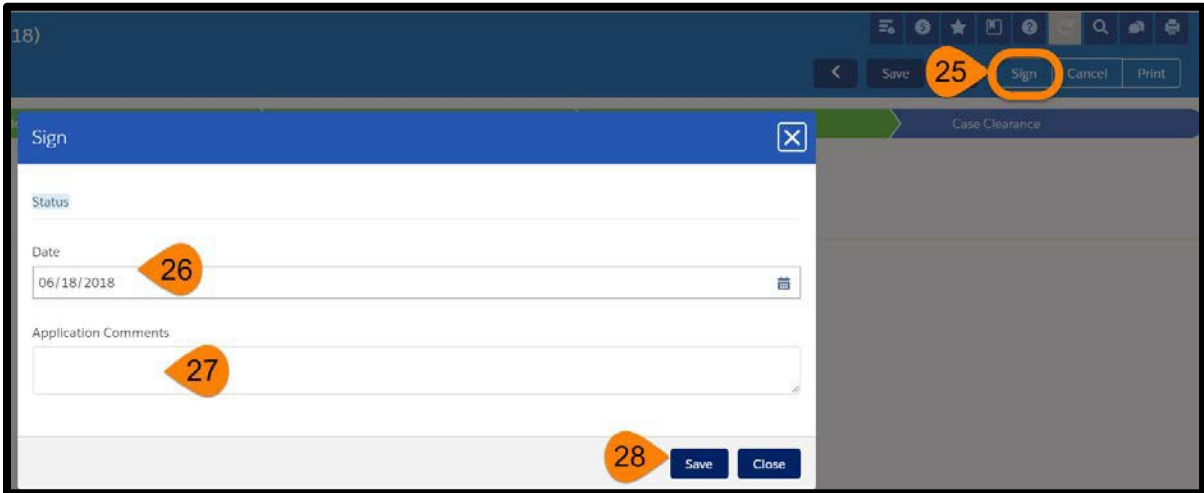 18)
Save 25 Sign Cancel Print
Case Clearance
Sign
Status
Date
26
06/18/2018
Application Comments
27
28 Save Close